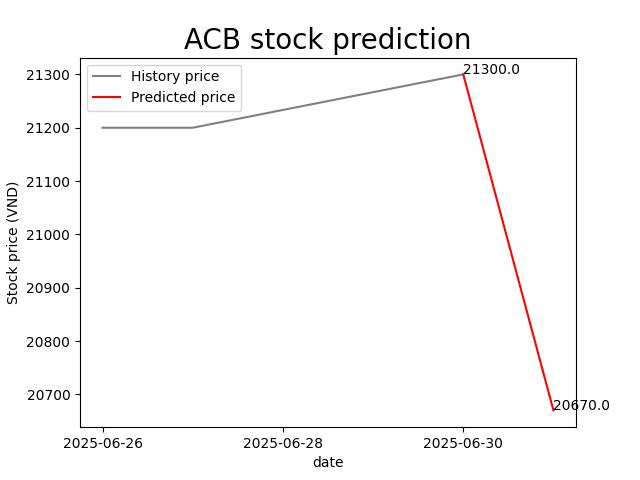 ACB stock prediction
History price
Predicted price
21300.0
20670.0
21300
21200
21100
21000
20900
20800
20700
Stock price (VND)
2025-06-26
2025-06-28
2025-06-30
date